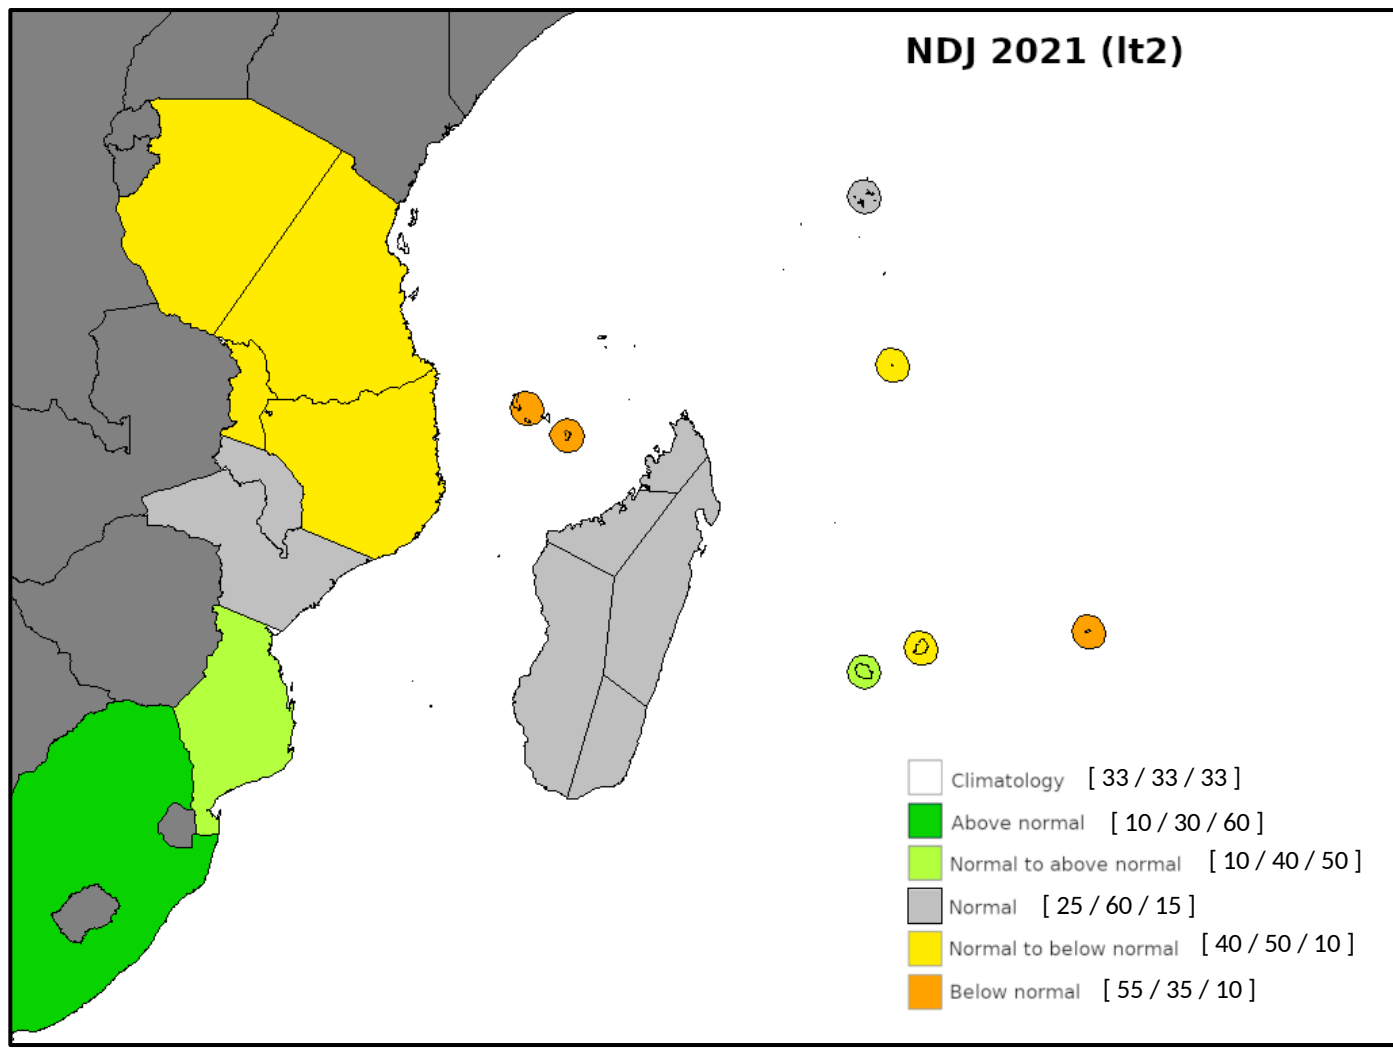 NDJ 2021 (lt2)
Climatology [ 33 / 33 / 33 ]
Above normal [ 10 / 30 / 60 ]
Normal to above normal [ 10 / 40 / 50 ]
Normal [ 25 / 60 / 15 ]
Normal to below normal [ 40 / 50 / 10 ]
Below normal [ 55 / 35 / 10 ]